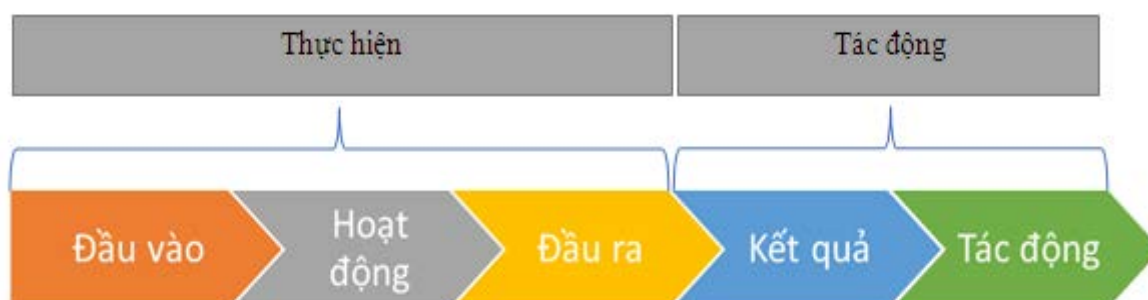 Thực hiện
Tác động
Đầu vào
Hoạt
động
Đầu ra
Kết quả
Tác động